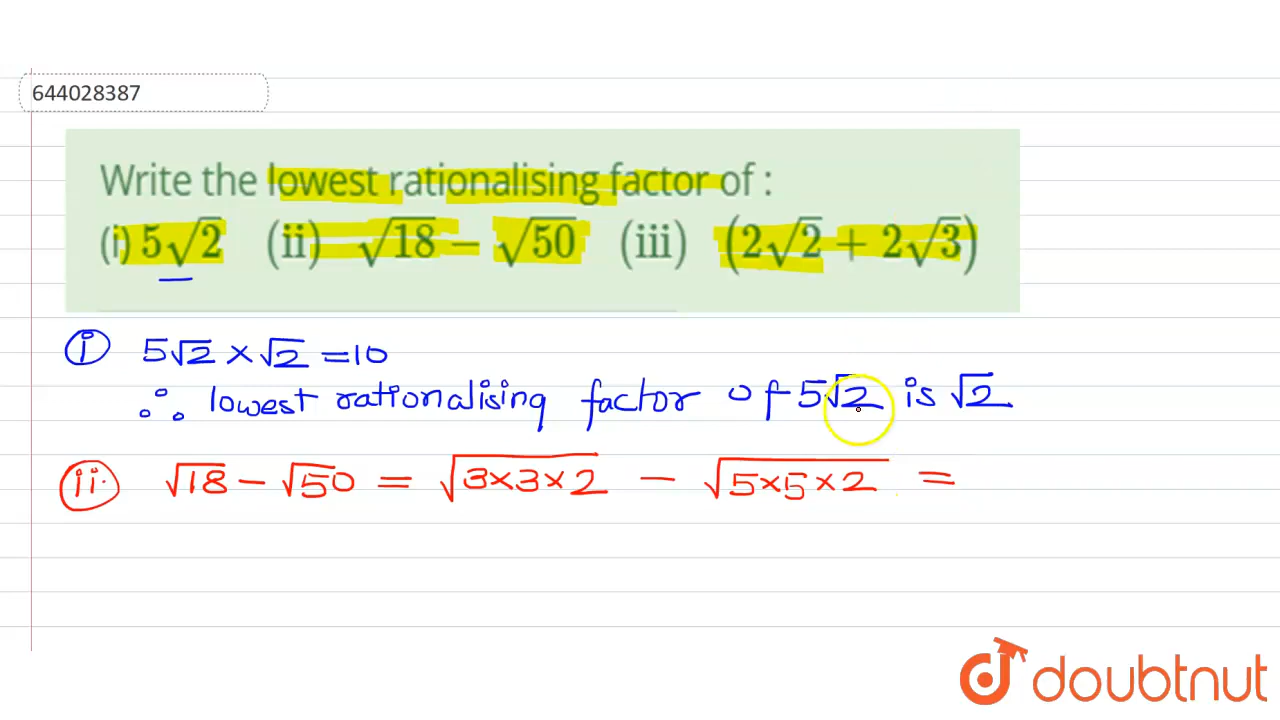 644028387
Write the lowest rationalising factor of :
(i) 5√2 (ii) √18 − √50 (iii) (2√2 + 2√3)
(i) 5√2 × √2 = 10
∴ lowest rationalising factor of 5√2 is √2
(ii) √18 − √50 = √3×3×2 − √5×5×2 =
doubtnut